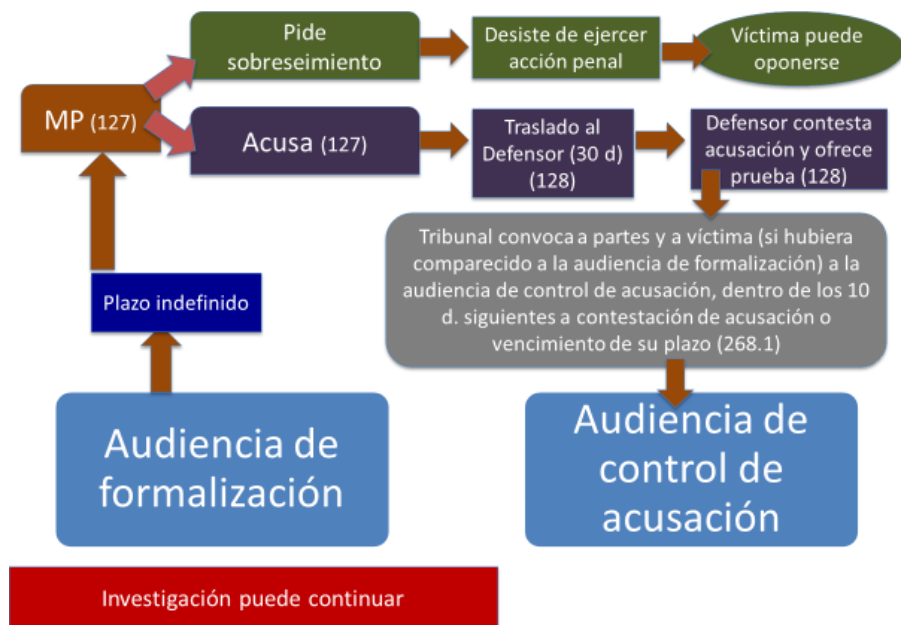 Pide
sobreseimiento
Desiste de ejercer
acción penal
Víctima puede
oponerse
MP (127)
Acusa (127)
Traslado al
Defensor (30 d)
(128)
Defensor contesta
acusación y ofrece
prueba (128)
Tribunal convoca a partes y a víctima (si hubiera
comparecido a la audiencia de formalización) a la
audiencia de control de acusación, dentro de los 10
d. siguientes a contestación de acusación o
vencimiento de su plazo (268.1)
Plazo indefinido
Audiencia de
formalización
Audiencia de
control de
acusación
Investigación puede continuar